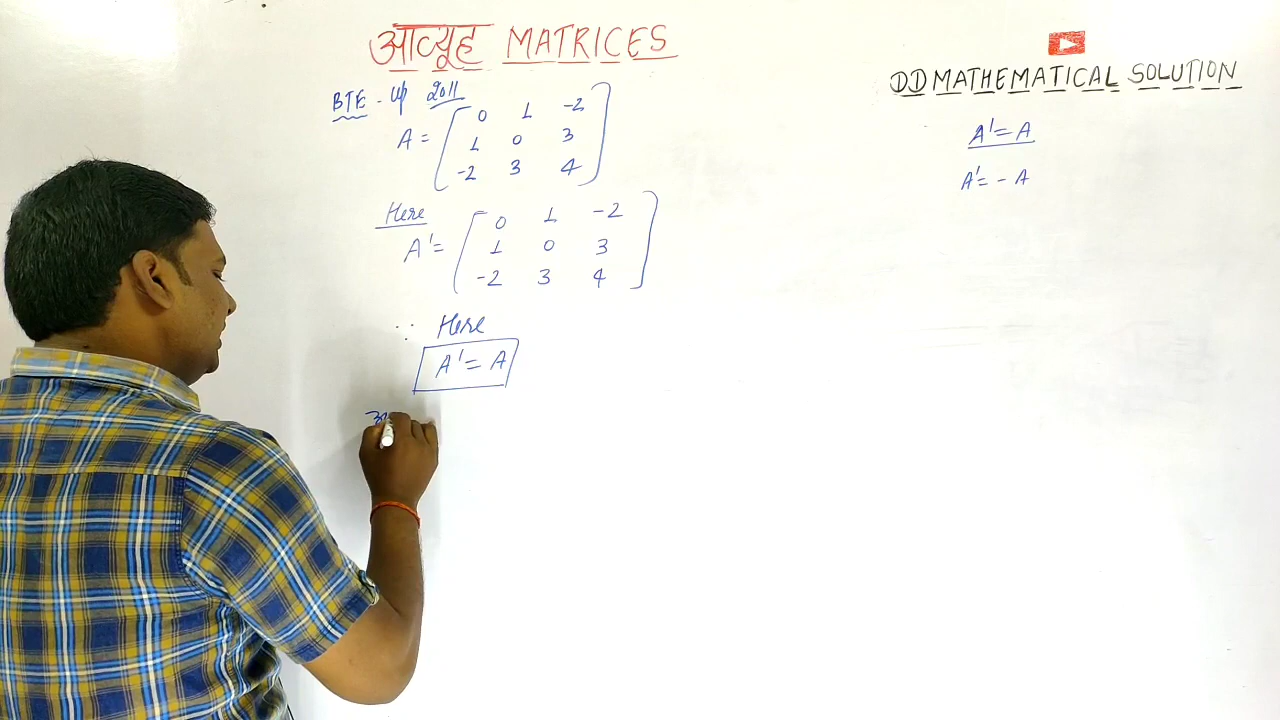 आव्यूह MATRICES
DD MATHEMATICAL SOLUTION
BTE - UP 2011
A = [ 0 1 -2
1 0 3
-2 3 4 ]
Here
A' = [ 0 1 -2
1 0 3
-2 3 4 ]
Here
A' = A
A' = A
A' = - A